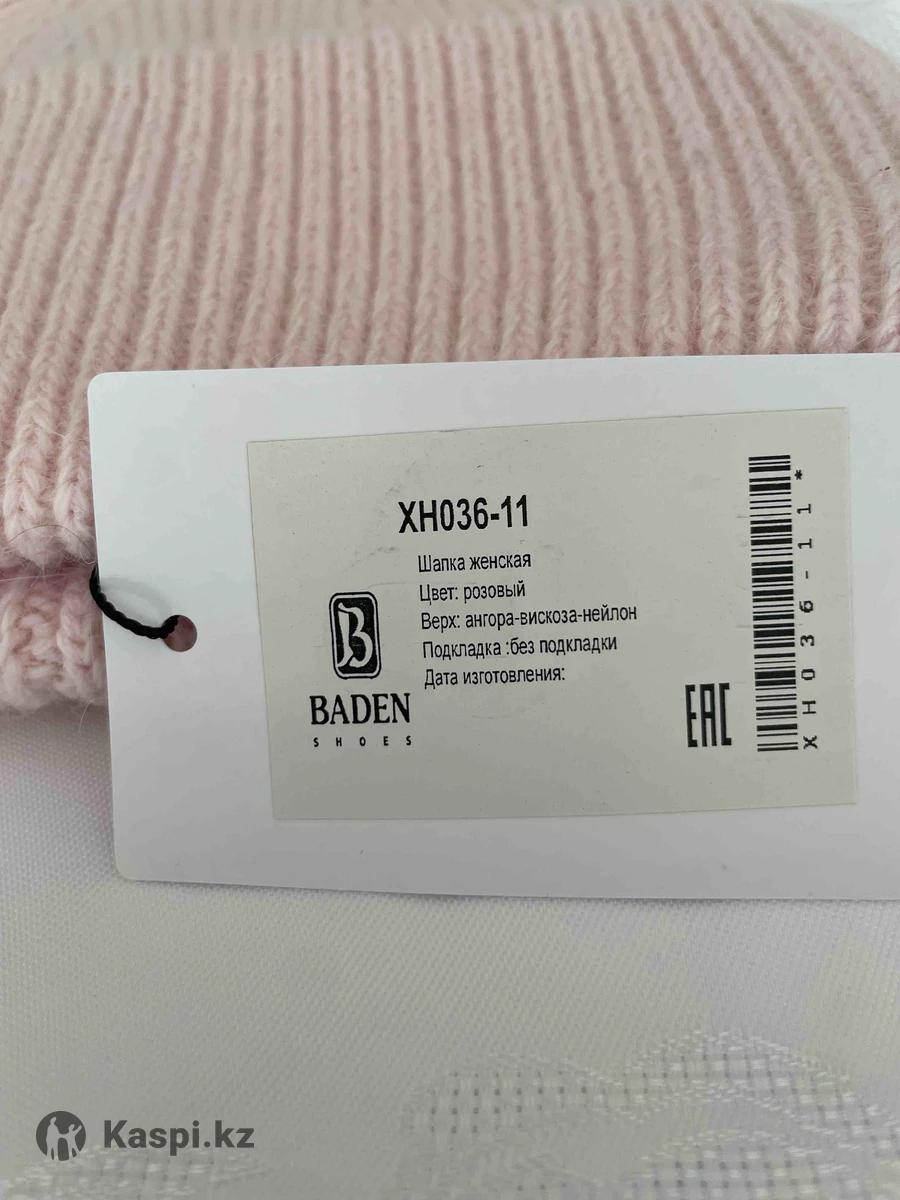 XH036-11
Шапка женская
Цвет: розовый
Верх: ангора-вискоза-нейлон
Подкладка :без подкладки
Дата изготовления:
B
BADEN
SHOES
EAC
XH036-11*
Kaspi.kz